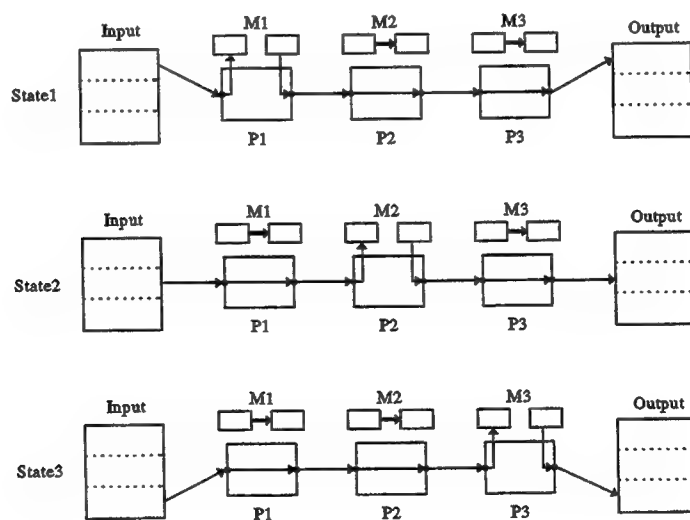 Input M1 M2 M3 Output
State1
P1 P2 P3
Input M1 M2 M3 Output
State2
P1 P2 P3
Input M1 M2 M3 Output
State3
P1 P2 P3